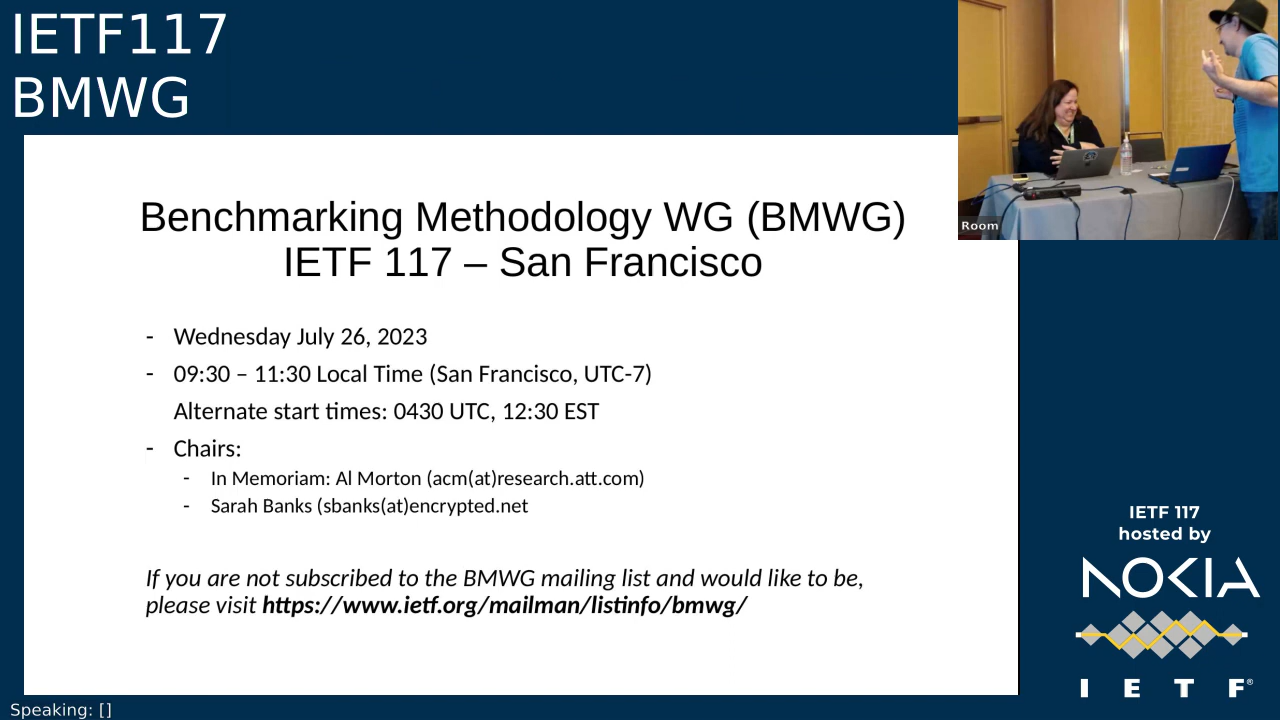 IETF117
BMWG
Room
Benchmarking Methodology WG (BMWG)
IETF 117 – San Francisco
- Wednesday July 26, 2023
- 09:30 – 11:30 Local Time (San Francisco, UTC-7)
Alternate start times: 0430 UTC, 12:30 EST
- Chairs:
- In Memoriam: Al Morton (acm(at)research.att.com)
- Sarah Banks (sbanks(at)encrypted.net
If you are not subscribed to the BMWG mailing list and would like to be,
please visit https://www.ietf.org/mailman/listinfo/bmwg/
IETF 117
hosted by
NOKIA
I E T F®
Speaking: []